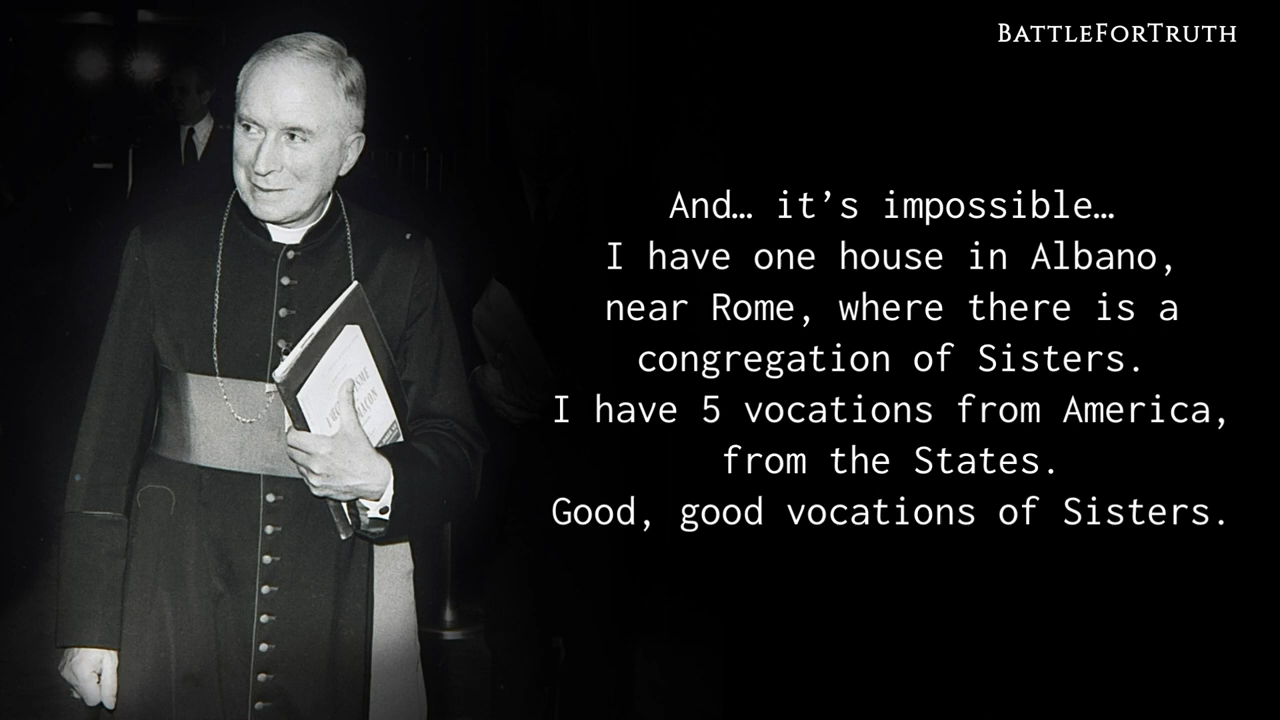 BATTLEFORTRUTH
And… it’s impossible…
I have one house in Albano,
near Rome, where there is a
congregation of Sisters.
I have 5 vocations from America,
from the States.
Good, good vocations of Sisters.